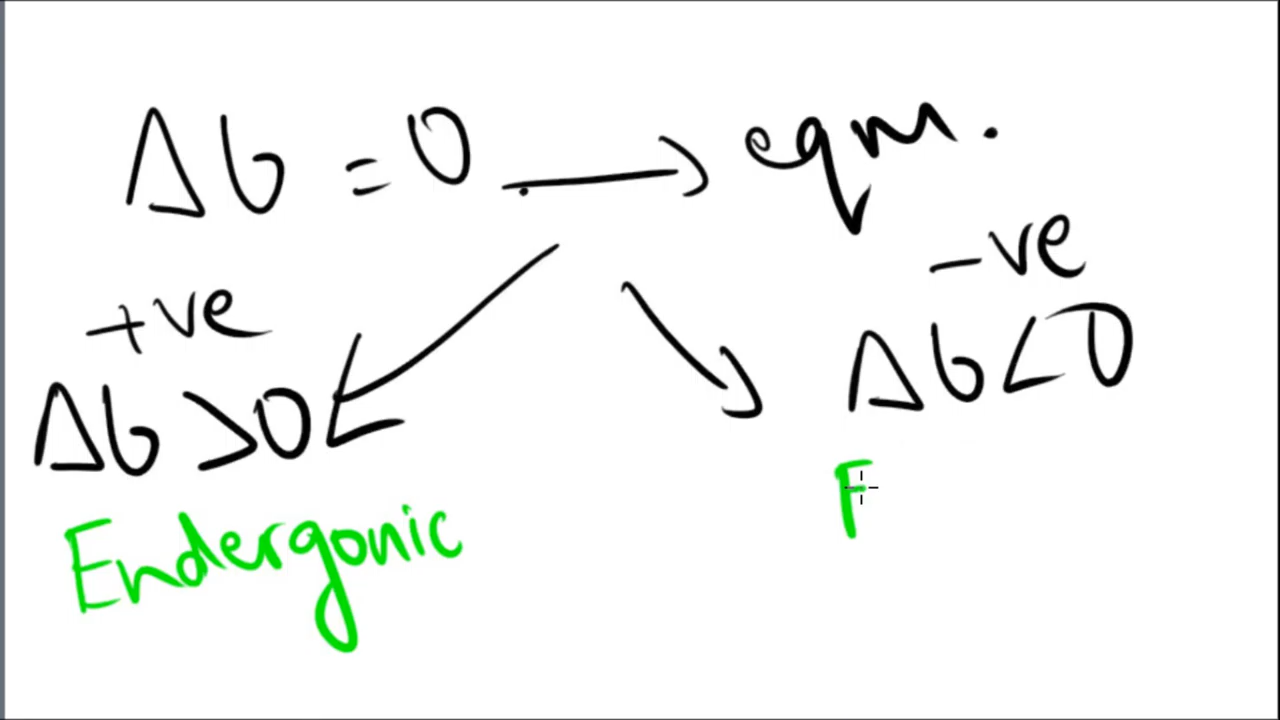 ΔG = 0 → eqm.
+ve
ΔG > 0
Endergonic
-ve
ΔG < 0
F